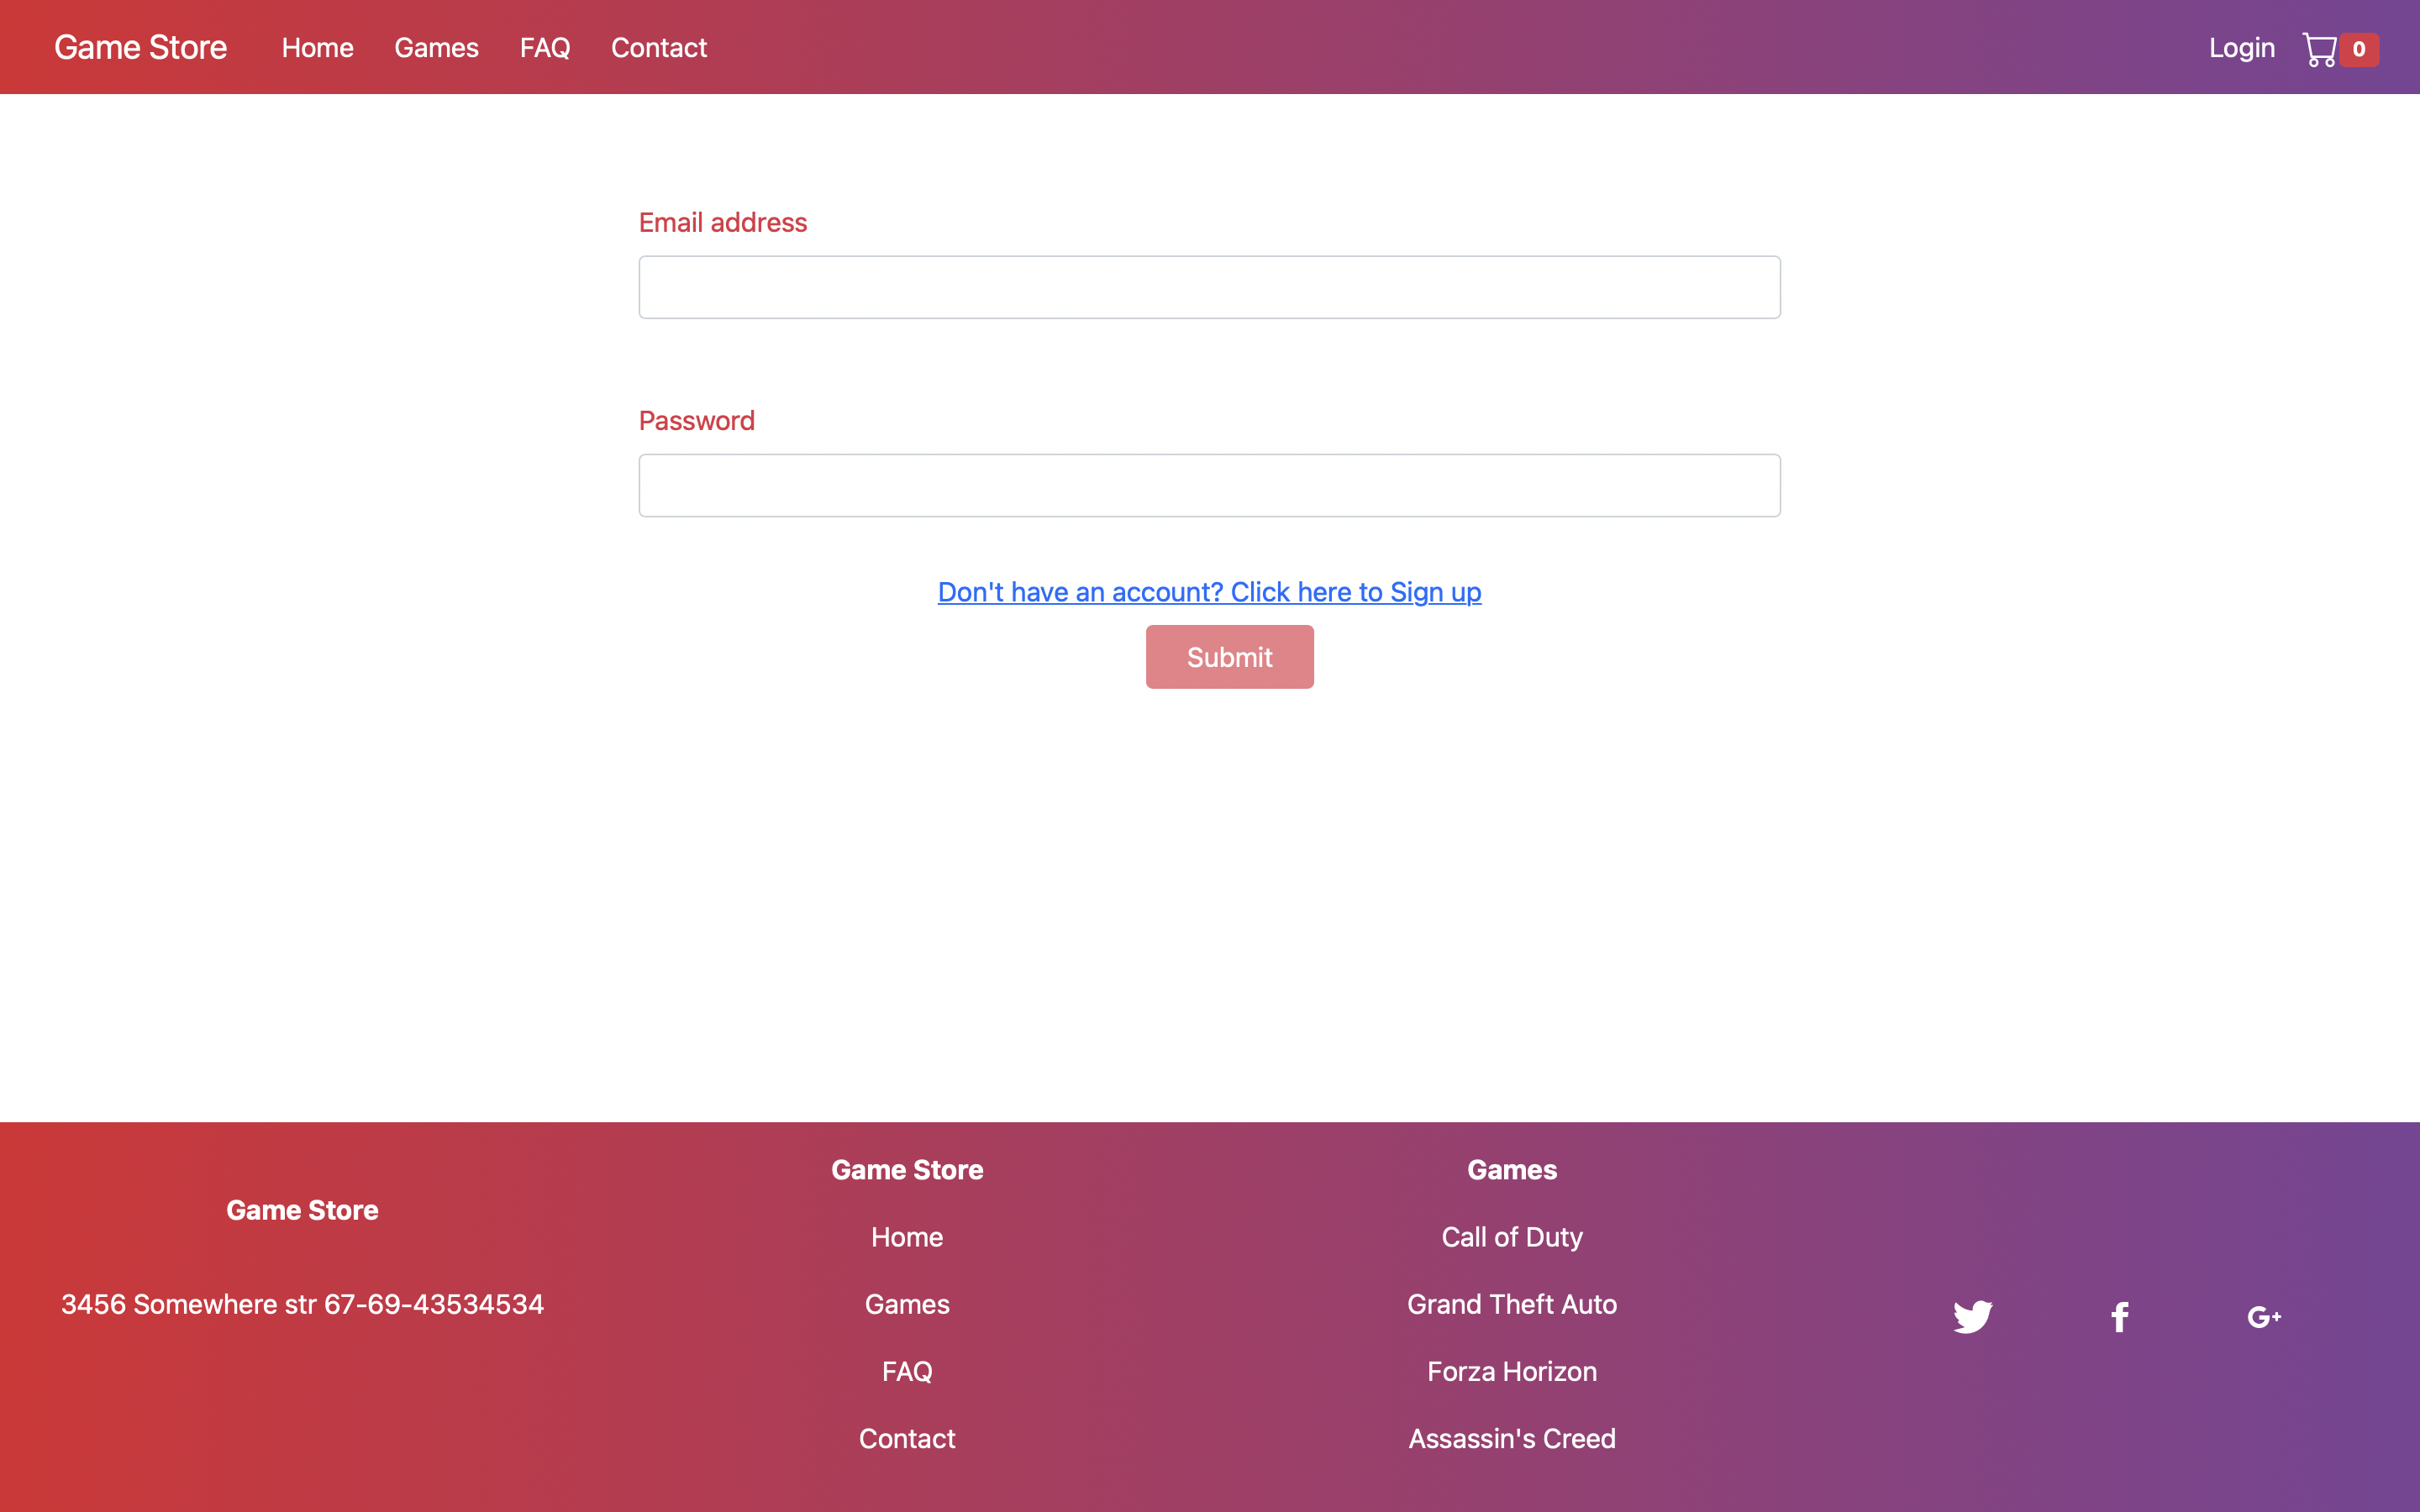 Game Store Home Games FAQ Contact Login 0
Email address
Password
Don't have an account? Click here to Sign up
Submit
Game Store
3456 Somewhere str 67-69-43534534
Game Store
Home
Games
FAQ
Contact
Games
Call of Duty
Grand Theft Auto
Forza Horizon
Assassin's Creed
G+